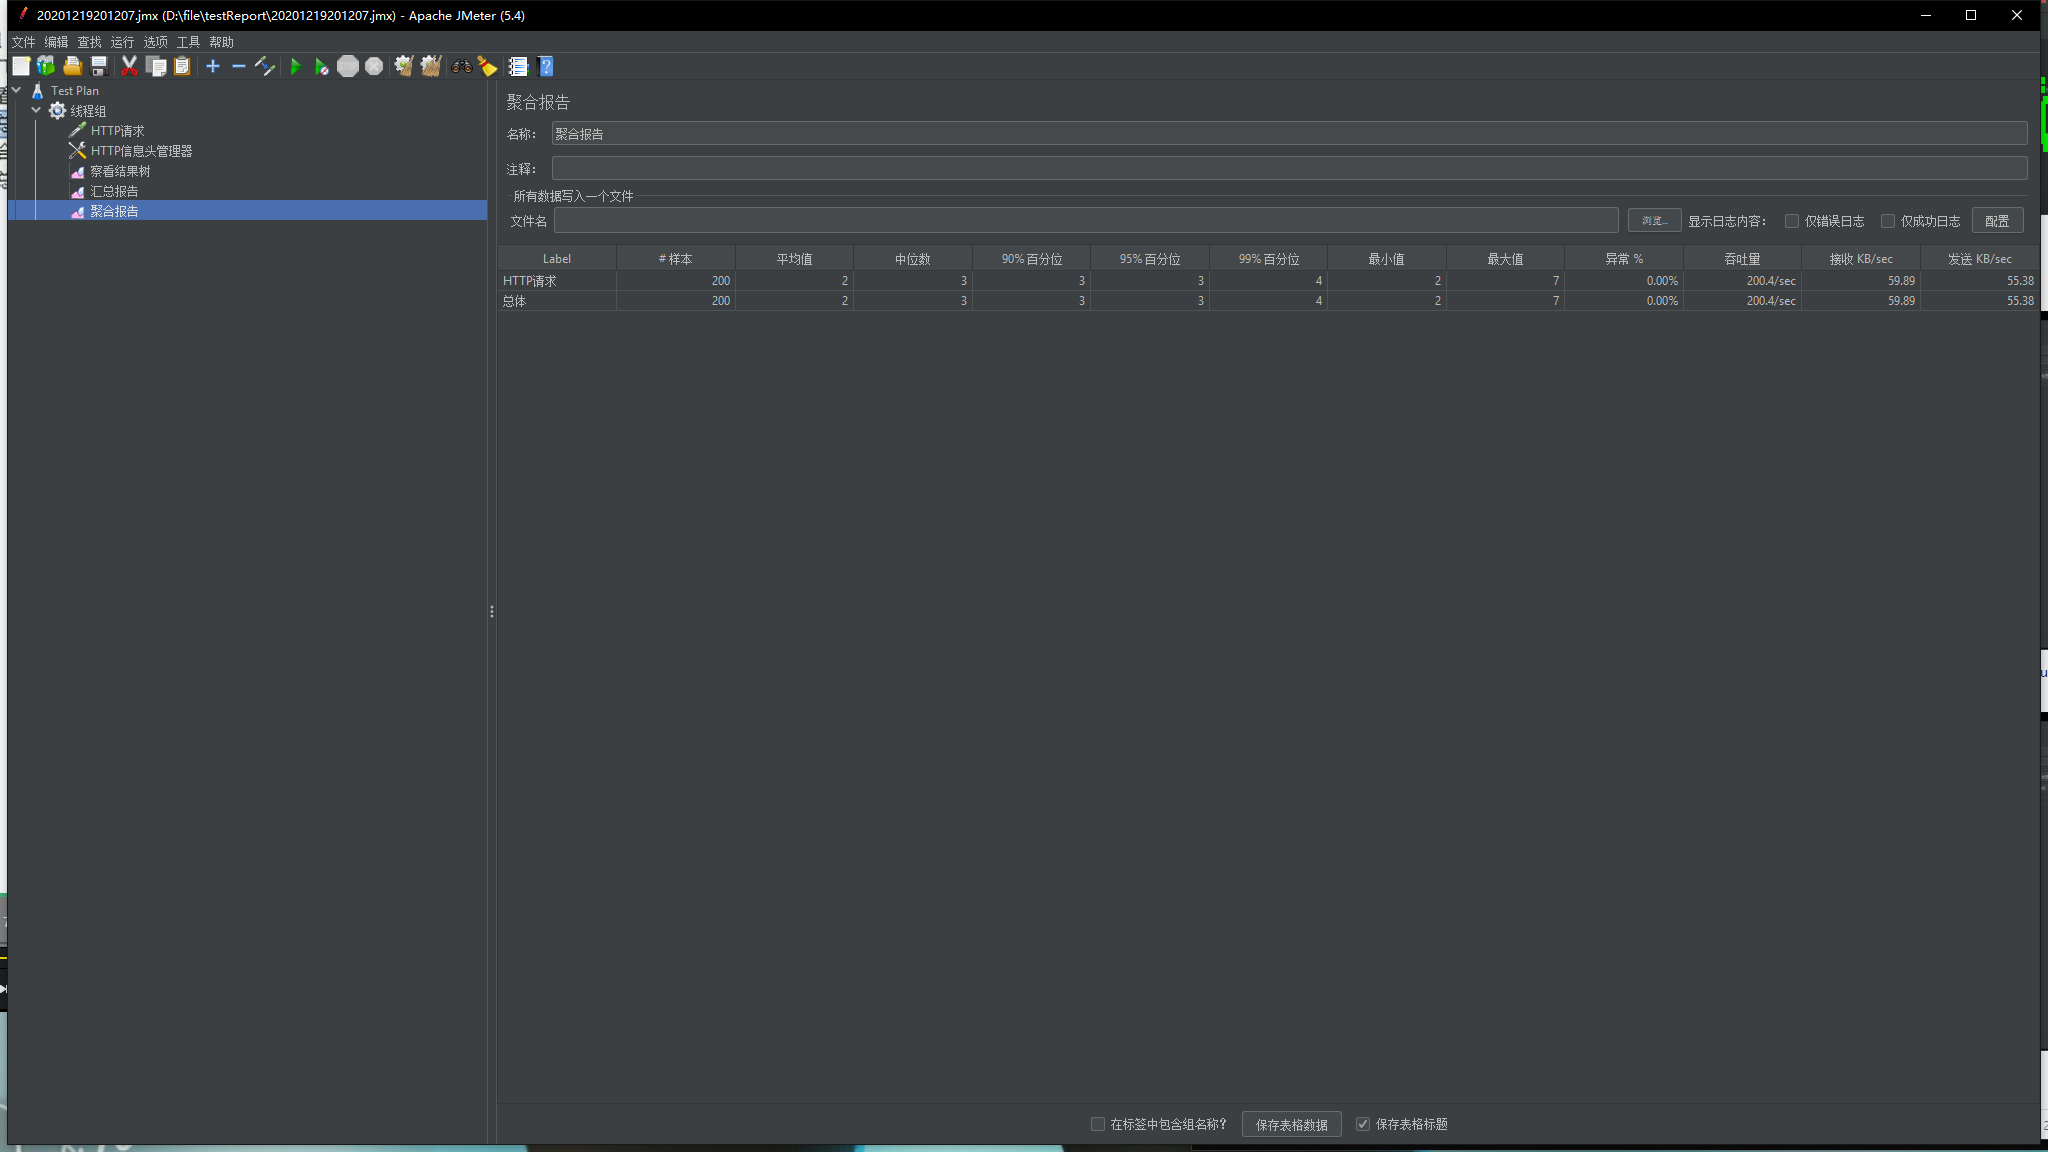 20201219201207.jmx (D:\file\testReport\20201219201207.jmx) - Apache JMeter (5.4)
文件 编辑 查找 运行 选项 工具 帮助
Test Plan
线程组
HTTP请求
HTTP信息头管理器
察看结果树
汇总报告
聚合报告
聚合报告
名称： 聚合报告
注释：
所有数据写入一个文件
文件名 浏览... 显示日志内容： 仅错误日志 仅成功日志 配置
Label # 样本 平均值 中位数 90% 百分位 95% 百分位 99% 百分位 最小值 最大值 异常 % 吞吐量 接收 KB/sec 发送 KB/sec
HTTP请求 200 2 3 3 3 4 2 7 0.00% 200.4/sec 59.89 55.38
总体 200 2 3 3 3 4 2 7 0.00% 200.4/sec 59.89 55.38
在标签中包含组名称？ 保存表格数据 保存表格标题